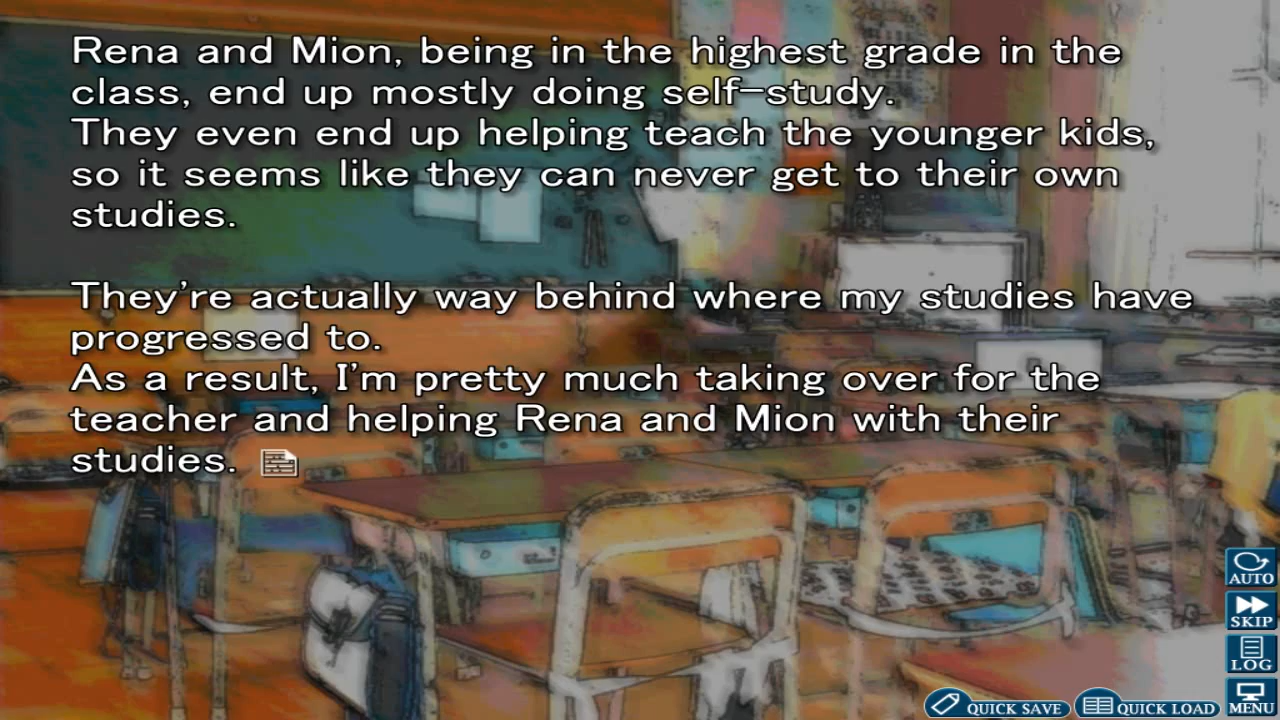 Rena and Mion, being in the highest grade in the
class, end up mostly doing self-study.
They even end up helping teach the younger kids,
so it seems like they can never get to their own
studies.
They're actually way behind where my studies have
progressed to.
As a result, I'm pretty much taking over for the
teacher and helping Rena and Mion with their
studies.
AUTO
SKIP
LOG
MENU
QUICK SAVE
QUICK LOAD